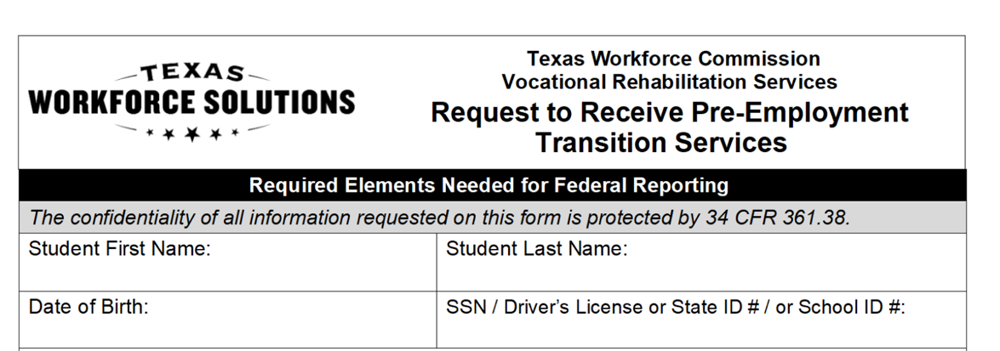 TEXAS
WORKFORCE SOLUTIONS
Texas Workforce Commission
Vocational Rehabilitation Services
Request to Receive Pre-Employment
Transition Services
Required Elements Needed for Federal Reporting
The confidentiality of all information requested on this form is protected by 34 CFR 361.38.
Student First Name:
Student Last Name:
Date of Birth:
SSN / Driver’s License or State ID # / or School ID #: